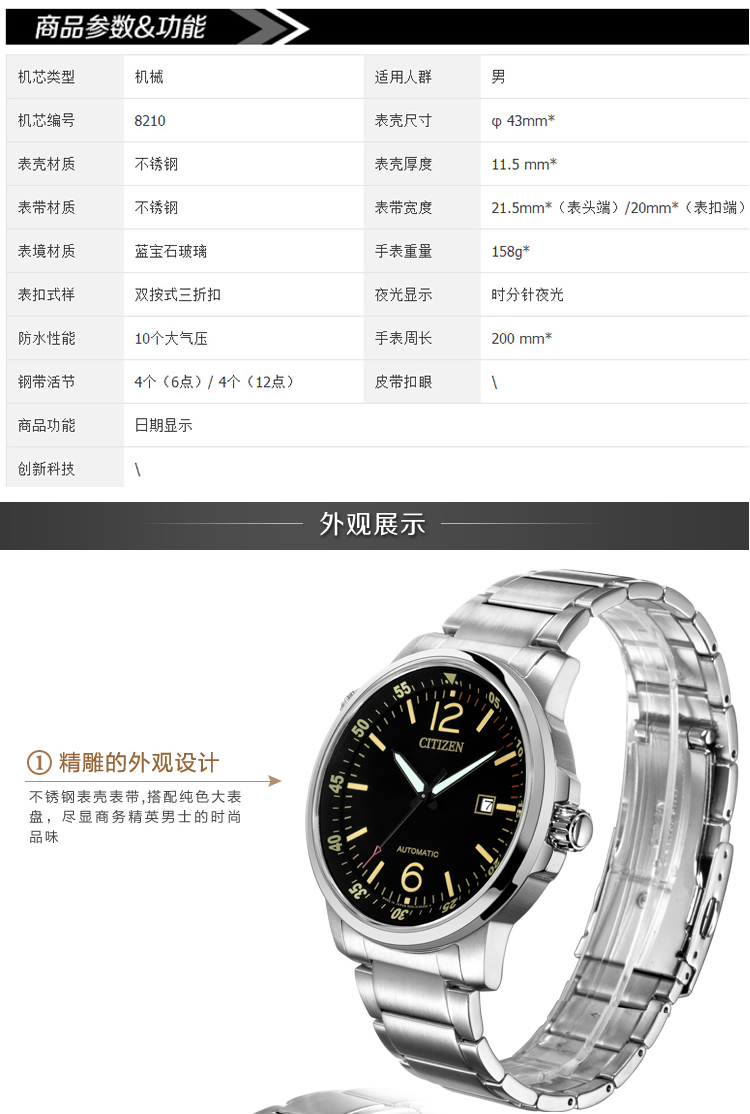 商品参数&功能
机芯类型 机械 适用人群 男
机芯编号 8210 表壳尺寸 φ 43mm*
表壳材质 不锈钢 表壳厚度 11.5 mm*
表带材质 不锈钢 表带宽度 21.5mm*（表头端）/20mm*（表扣端）
表境材质 蓝宝石玻璃 手表重量 158g*
表扣式样 双按式三折扣 夜光显示 时分针夜光
防水性能 10个大气压 手表周长 200 mm*
钢带活节 4个（6点）/ 4个（12点） 皮带扣眼 \
商品功能 日期显示
创新科技 \
外观展示
① 精雕的外观设计
不锈钢表壳表带,搭配纯色大表
盘，尽显商务精英男士的时尚
品味
55 05
50 12 10
CITIZEN
45 7
40 AUTOMATIC 20
35 6 25
30